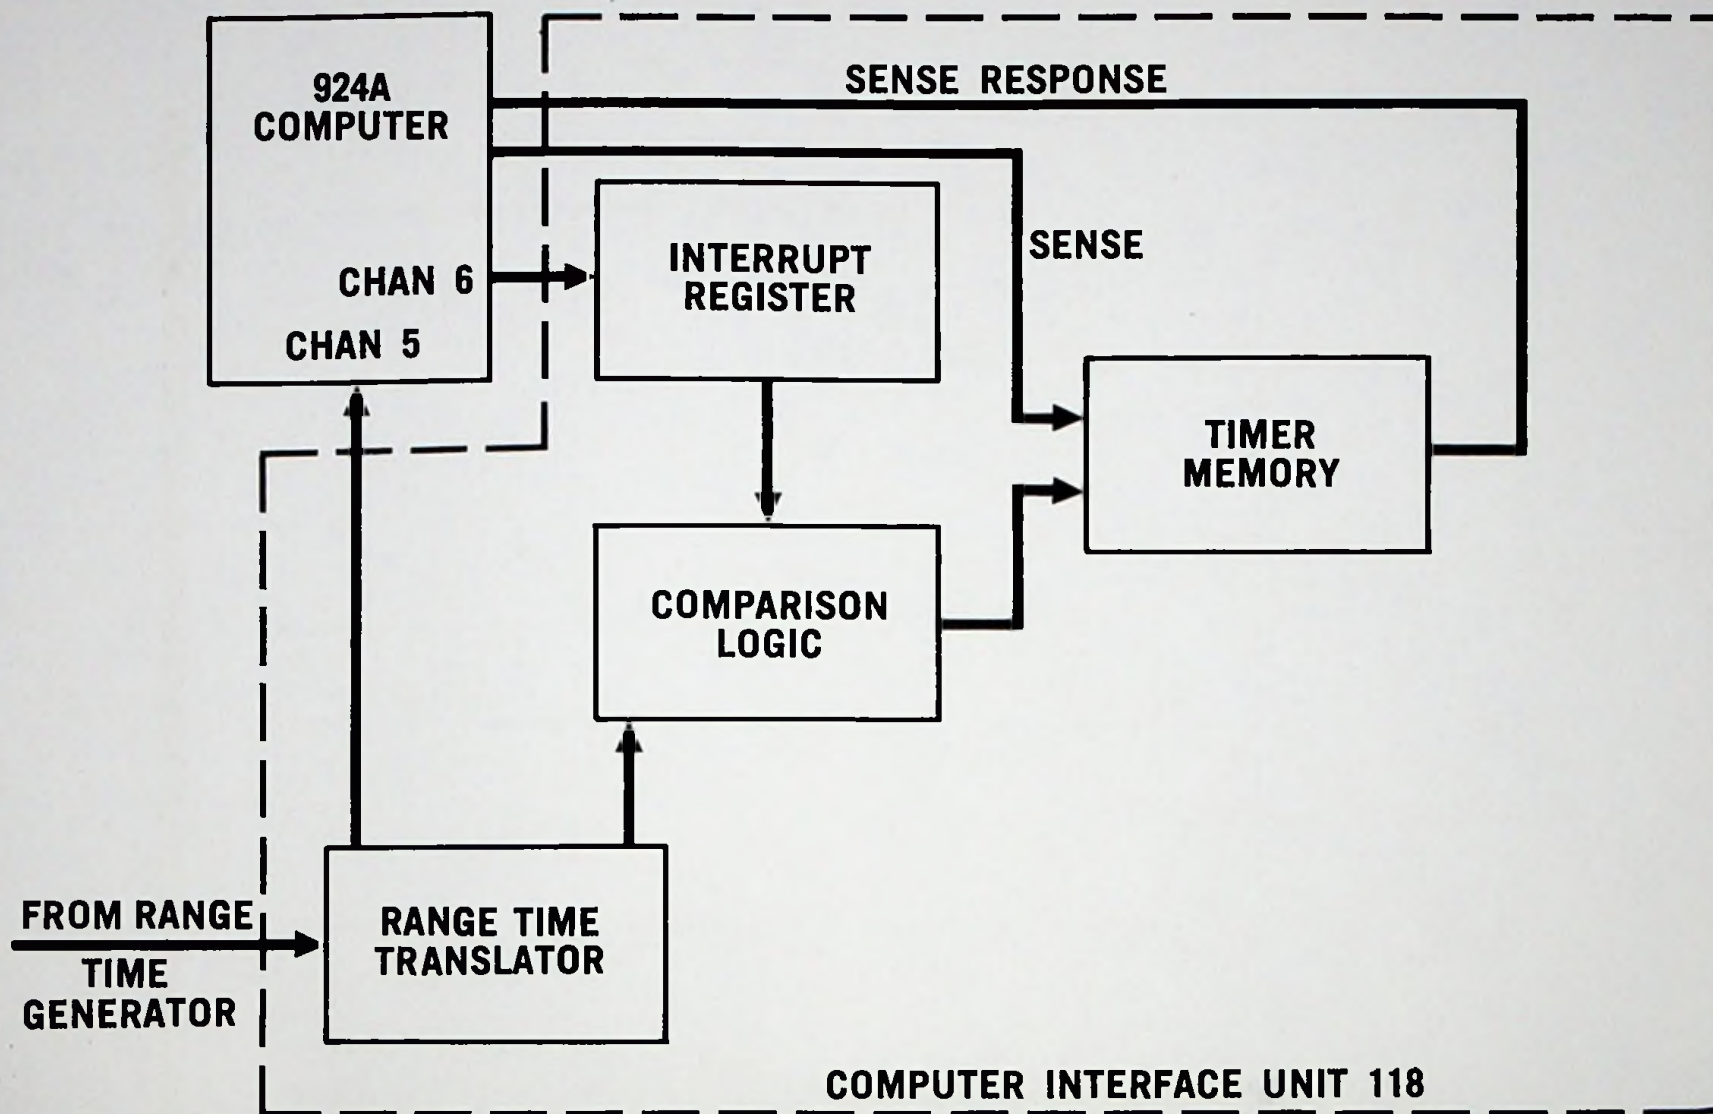 924A
COMPUTER
SENSE RESPONSE
SENSE
CHAN 6
CHAN 5
INTERRUPT
REGISTER
TIMER
MEMORY
COMPARISON
LOGIC
FROM RANGE
TIME
GENERATOR
RANGE TIME
TRANSLATOR
COMPUTER INTERFACE UNIT 118